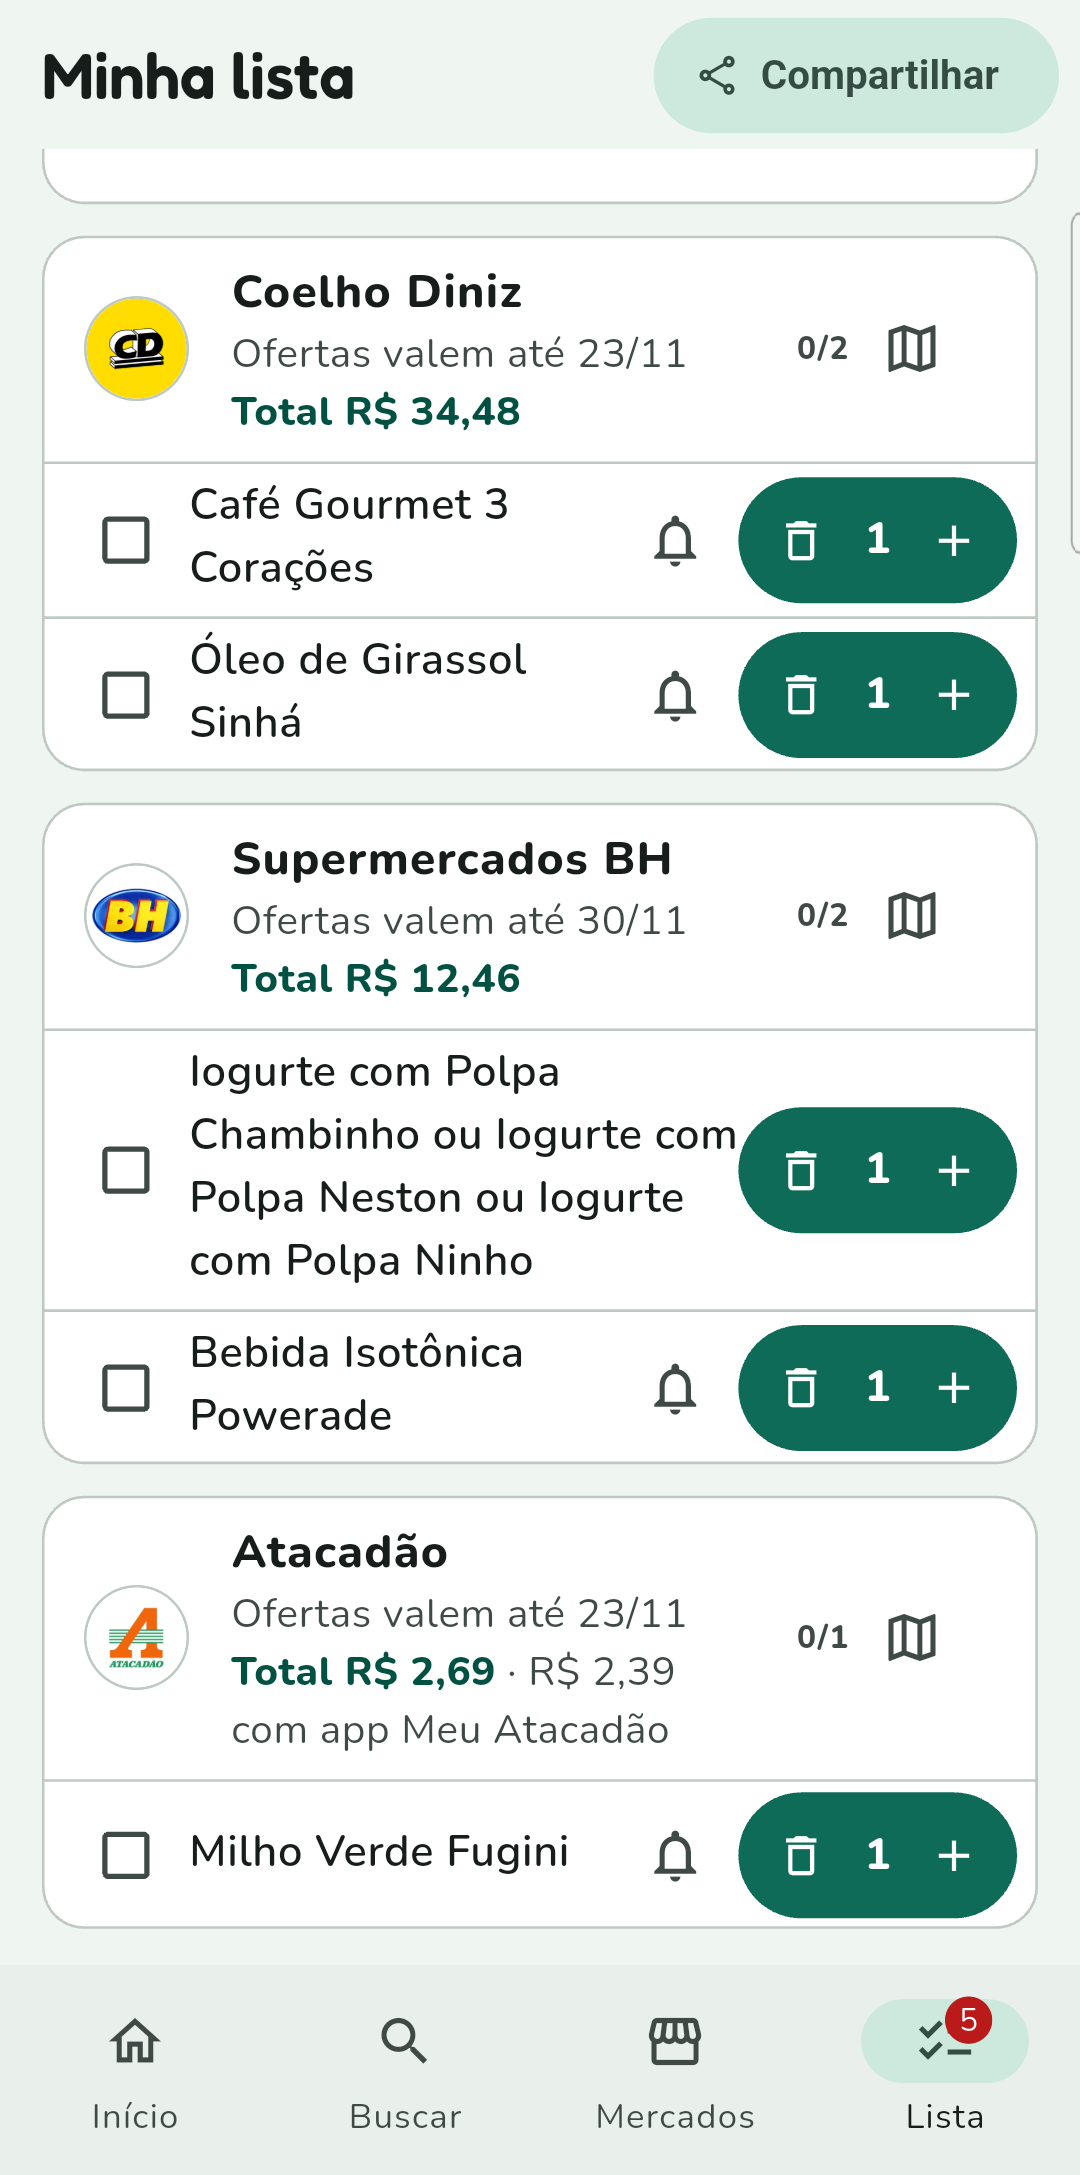 Minha lista
Compartilhar
Coelho Diniz
Ofertas valem até 23/11
Total R$ 34,48
0/2
CD
Café Gourmet 3
Corações
1
Óleo de Girassol
Sinhá
1
Supermercados BH
Ofertas valem até 30/11
Total R$ 12,46
0/2
BH
Iogurte com Polpa
Chambinho ou Iogurte com
Polpa Neston ou Iogurte
com Polpa Ninho
1
Bebida Isotônica
Powerade
1
Atacadão
Ofertas valem até 23/11
Total R$ 2,69 · R$ 2,39
com app Meu Atacadão
0/1
A
ATACADÃO
Milho Verde Fugini
1
5
Início
Buscar
Mercados
Lista